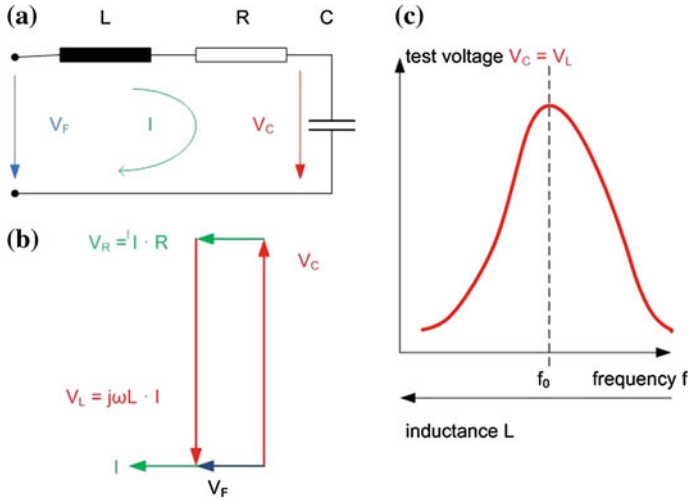 (a)
L
R
C
V_F
I
V_C
(b)
V_R = I · R
V_C
V_L = jωL · I
I
V_F
(c)
test voltage V_C = V_L
f_0
frequency f
inductance L